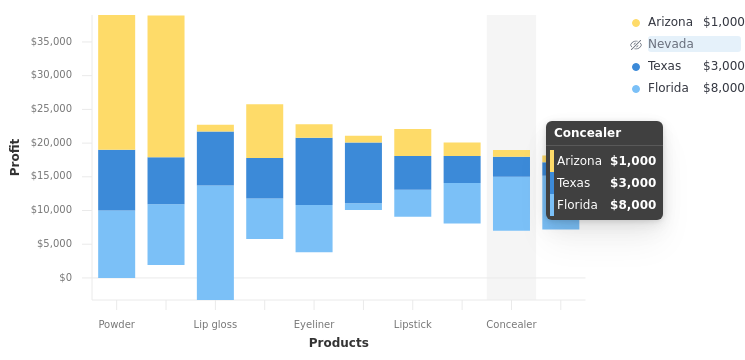 Arizona $1,000
Nevada
Texas $3,000
Florida $8,000
$35,000
$30,000
$25,000
$20,000
$15,000
$10,000
$5,000
$0
Profit
Concealer
Arizona $1,000
Texas $3,000
Florida $8,000
Powder Lip gloss Eyeliner Lipstick Concealer
Products